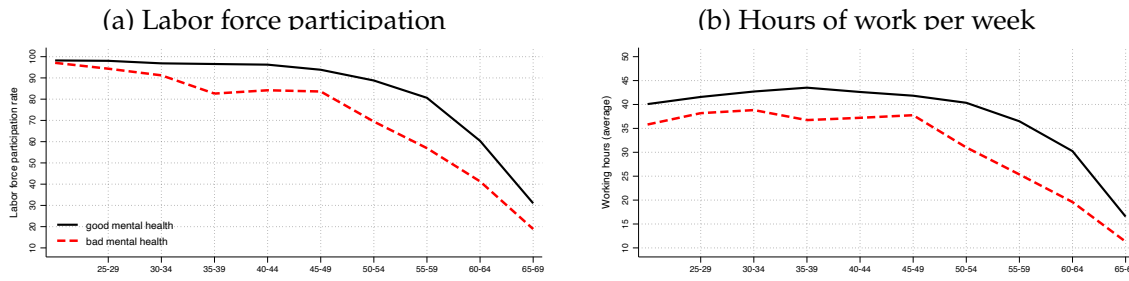 (a) Labor force participation
Labor force participation rate
100
90
80
70
60
50
40
30
20
10
good mental health
bad mental health
25-29 30-34 35-39 40-44 45-49 50-54 55-59 60-64 65-69
(b) Hours of work per week
Working hours (average)
50
45
40
35
30
25
20
15
10
25-29 30-34 35-39 40-44 45-49 50-54 55-59 60-64 65-6